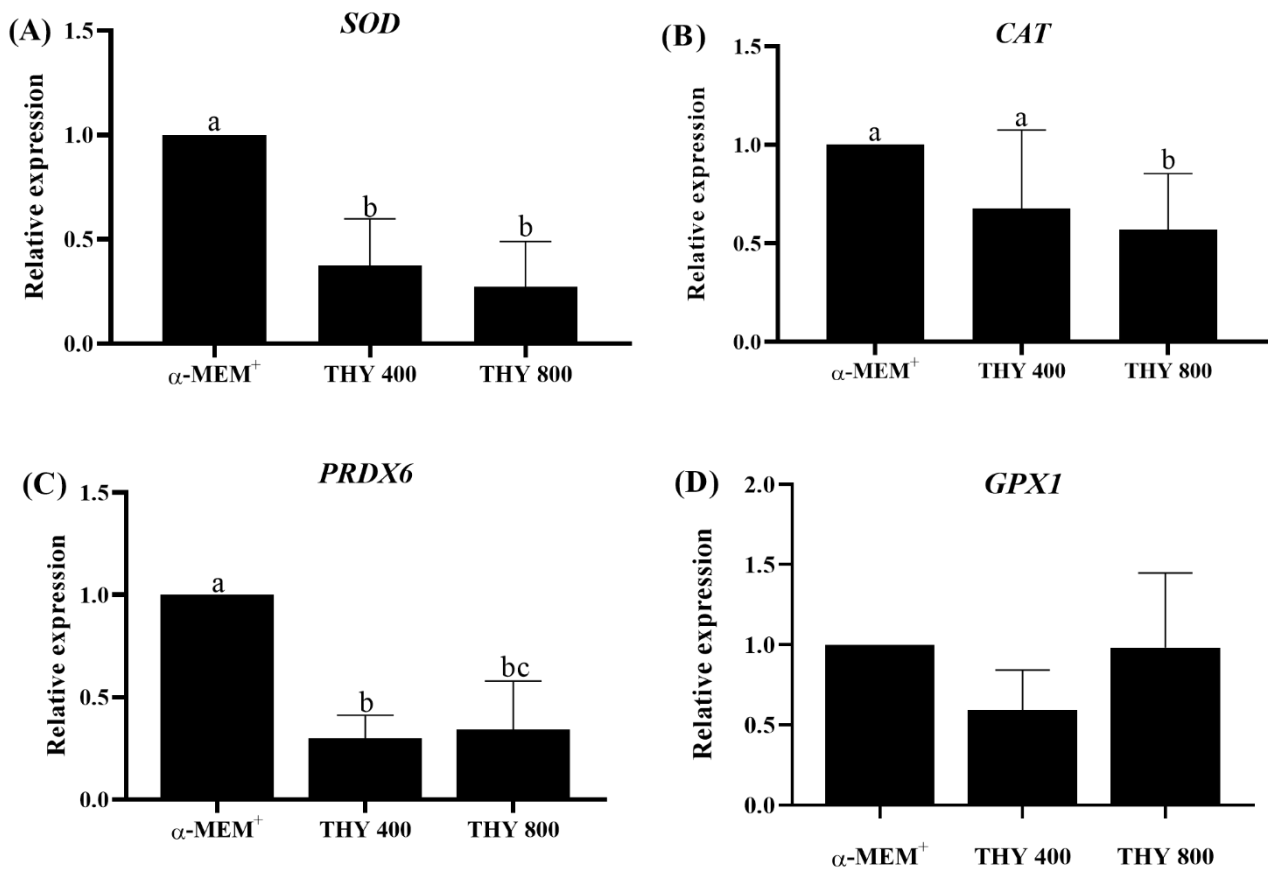 (A)
SOD
Relative expression
1.5
1.0
0.5
0.0
a
b
b
α-MEM⁺
THY 400
THY 800
(B)
CAT
Relative expression
1.5
1.0
0.5
0.0
a
a
b
α-MEM⁺
THY 400
THY 800
(C)
PRDX6
Relative expression
1.5
1.0
0.5
0.0
a
b
bc
α-MEM⁺
THY 400
THY 800
(D)
GPX1
Relative expression
2.0
1.5
1.0
0.5
0.0
α-MEM⁺
THY 400
THY 800